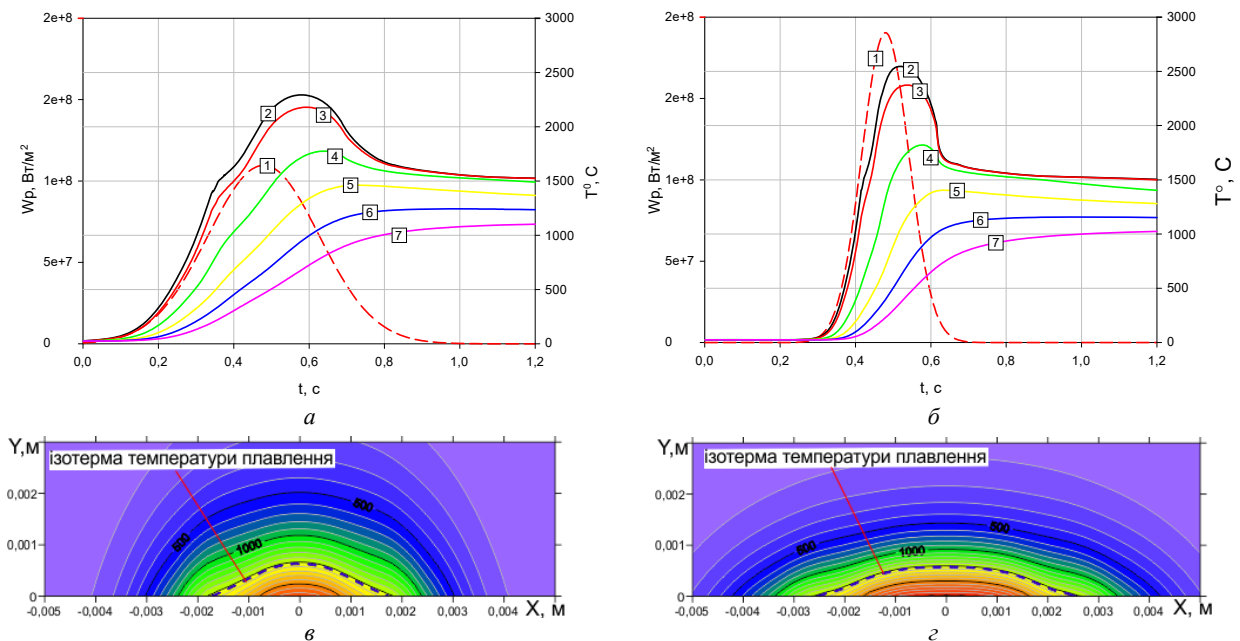 2e+8
2e+8
1e+8
5e+7
0
Wp, Вт/м²
3000
2500
2000
1500
1000
500
0
T⁰, C
1
2
3
4
5
6
7
0,0 0,2 0,4 0,6 0,8 1,0 1,2
t, c
а
2e+8
2e+8
1e+8
5e+7
0
Wp, Вт/м²
3000
2500
2000
1500
1000
500
0
T°, C
1
2
3
4
5
6
7
0,0 0,2 0,4 0,6 0,8 1,0 1,2
t, c
б
Y,м
ізотерма температури плавлення
0,002
0,001
0
500
500
1000
-0,005 -0,004 -0,003 -0,002 -0,001 0 0,001 0,002 0,003 0,004 X, м
в
Y,м
ізотерма температури плавлення
0,002
0,001
0
500
500
1000
-0,005 -0,004 -0,003 -0,002 -0,001 0 0,001 0,002 0,003 0,004 X, м
г